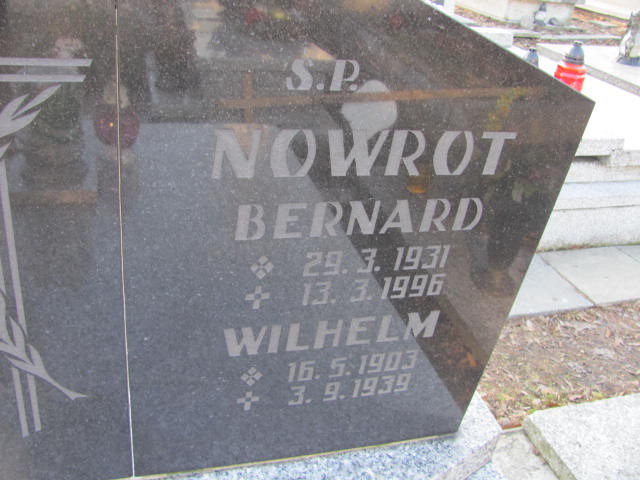 S.P.
NOWROT
BERNARD
29. 3. 1931
13. 3. 1996
WILHELM
16. 5. 1903
3. 9. 1939